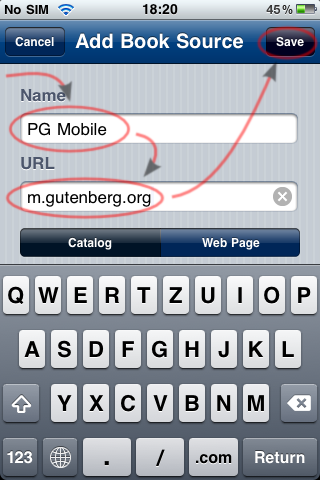 No SIM 18:20 45%
Cancel Add Book Source Save
Name
PG Mobile
URL
m.gutenberg.org
Catalog Web Page
Q W E R T Z U I O P
A S D F G H J K L
Y X C V B N M
123 . / .com Return